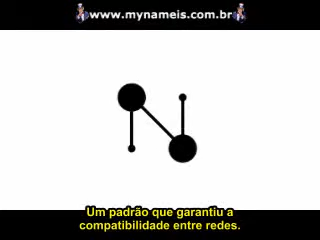 www.mynameis.com.br
Um padrão que garantiu a
compatibilidade entre redes.